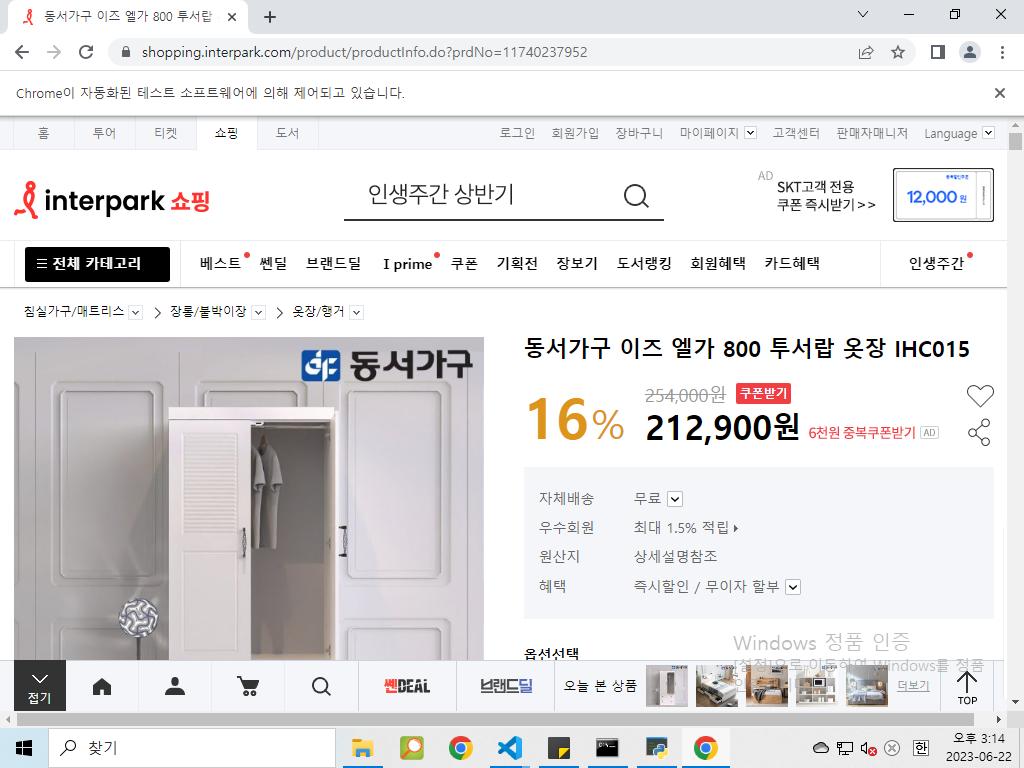 동서가구 이즈 엘가 800 투서랍
shopping.interpark.com/product/productInfo.do?prdNo=11740237952
Chrome이 자동화된 테스트 소프트웨어에 의해 제어되고 있습니다.
홈 투어 티켓 쇼핑 도서 로그인 회원가입 장바구니 마이페이지 고객센터 판매자매니저 Language
interpark 쇼핑 인생주간 상반기
AD SKT고객 전용
쿠폰 즉시받기>>
12,000원
전체 카테고리 베스트 쎈딜 브랜드딜 I prime 쿠폰 기획전 장보기 도서랭킹 회원혜택 카드혜택 인생주간
침실가구/매트리스 장롱/붙박이장 옷장/행거
동서가구
동서가구 이즈 엘가 800 투서랍 옷장 IHC015
16% 254,000원 쿠폰받기
212,900원 6천원 중복쿠폰받기 AD
자체배송 무료
우수회원 최대 1.5% 적립
원산지 상세설명참조
혜택 즉시할인 / 무이자 할부
옵션선택
Windows 정품 인증
[설정]으로 이동하여 Windows를 정품
접기 쎈DEAL 브랜드딜 오늘 본 상품 더보기 TOP
찾기
오후 3:14
한
2023-06-22